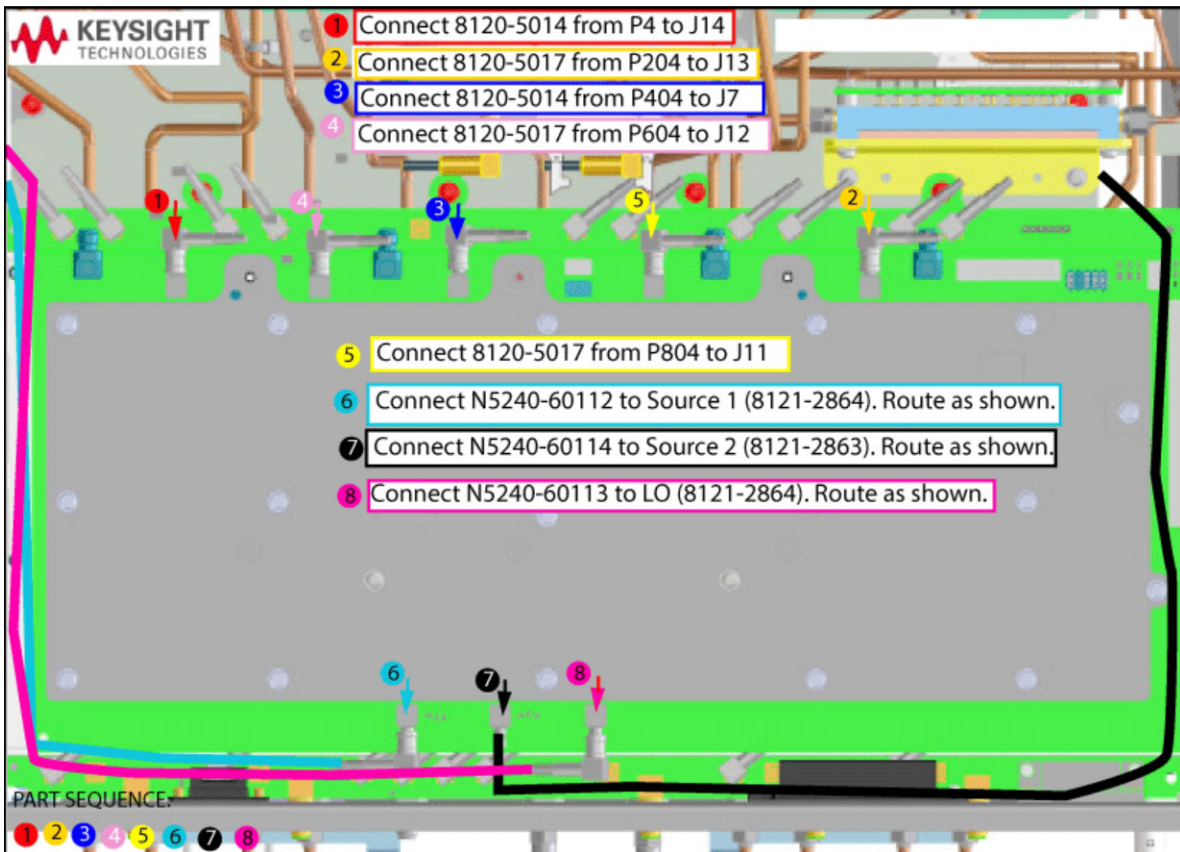 KEYSIGHT
TECHNOLOGIES
1 Connect 8120-5014 from P4 to J14
2 Connect 8120-5017 from P204 to J13
3 Connect 8120-5014 from P404 to J7
4 Connect 8120-5017 from P604 to J12
1
4
3
5
2
5 Connect 8120-5017 from P804 to J11
6 Connect N5240-60112 to Source 1 (8121-2864). Route as shown.
7 Connect N5240-60114 to Source 2 (8121-2863). Route as shown.
8 Connect N5240-60113 to LO (8121-2864). Route as shown.
6
7
8
PART SEQUENCE:
1 2 3 4 5 6 7 8